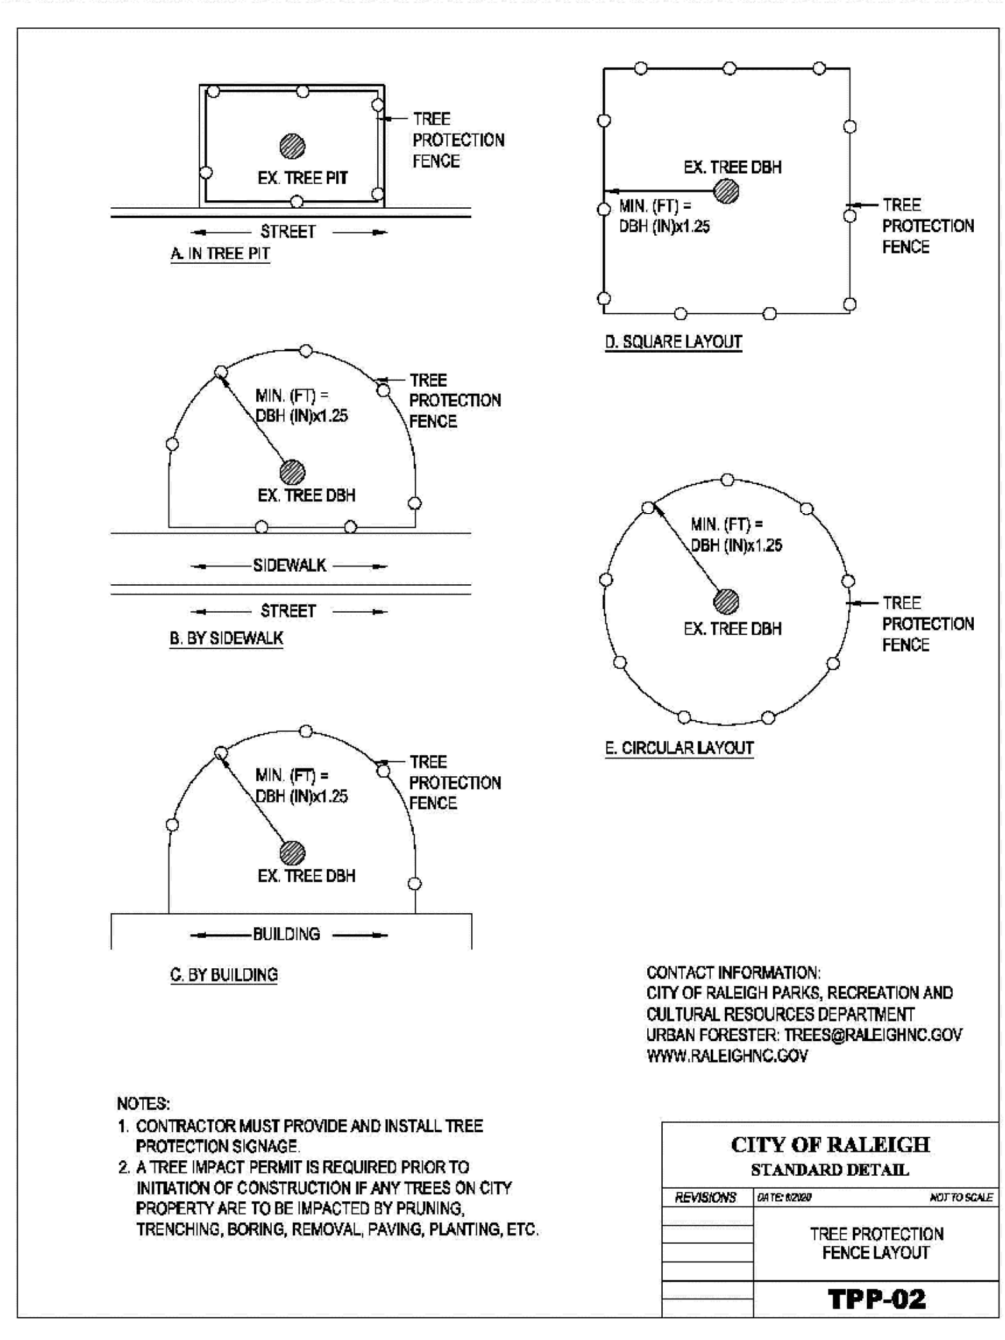 TREE
PROTECTION
FENCE
EX. TREE PIT
STREET
A. IN TREE PIT
TREE
PROTECTION
FENCE
MIN. (FT) =
DBH (IN)x1.25
EX. TREE DBH
SIDEWALK
STREET
B. BY SIDEWALK
TREE
PROTECTION
FENCE
MIN. (FT) =
DBH (IN)x1.25
EX. TREE DBH
BUILDING
C. BY BUILDING
EX. TREE DBH
MIN. (FT) =
DBH (IN)x1.25
TREE
PROTECTION
FENCE
D. SQUARE LAYOUT
MIN. (FT) =
DBH (IN)x1.25
EX. TREE DBH
TREE
PROTECTION
FENCE
E. CIRCULAR LAYOUT
CONTACT INFORMATION:
CITY OF RALEIGH PARKS, RECREATION AND
CULTURAL RESOURCES DEPARTMENT
URBAN FORESTER: TREES@RALEIGHNC.GOV
WWW.RALEIGHNC.GOV
NOTES:
1. CONTRACTOR MUST PROVIDE AND INSTALL TREE
PROTECTION SIGNAGE.
2. A TREE IMPACT PERMIT IS REQUIRED PRIOR TO
INITIATION OF CONSTRUCTION IF ANY TREES ON CITY
PROPERTY ARE TO BE IMPACTED BY PRUNING,
TRENCHING, BORING, REMOVAL, PAVING, PLANTING, ETC.
CITY OF RALEIGH
STANDARD DETAIL
REVISIONS DATE: 8/2020 NOT TO SCALE
TREE PROTECTION
FENCE LAYOUT
TPP-02